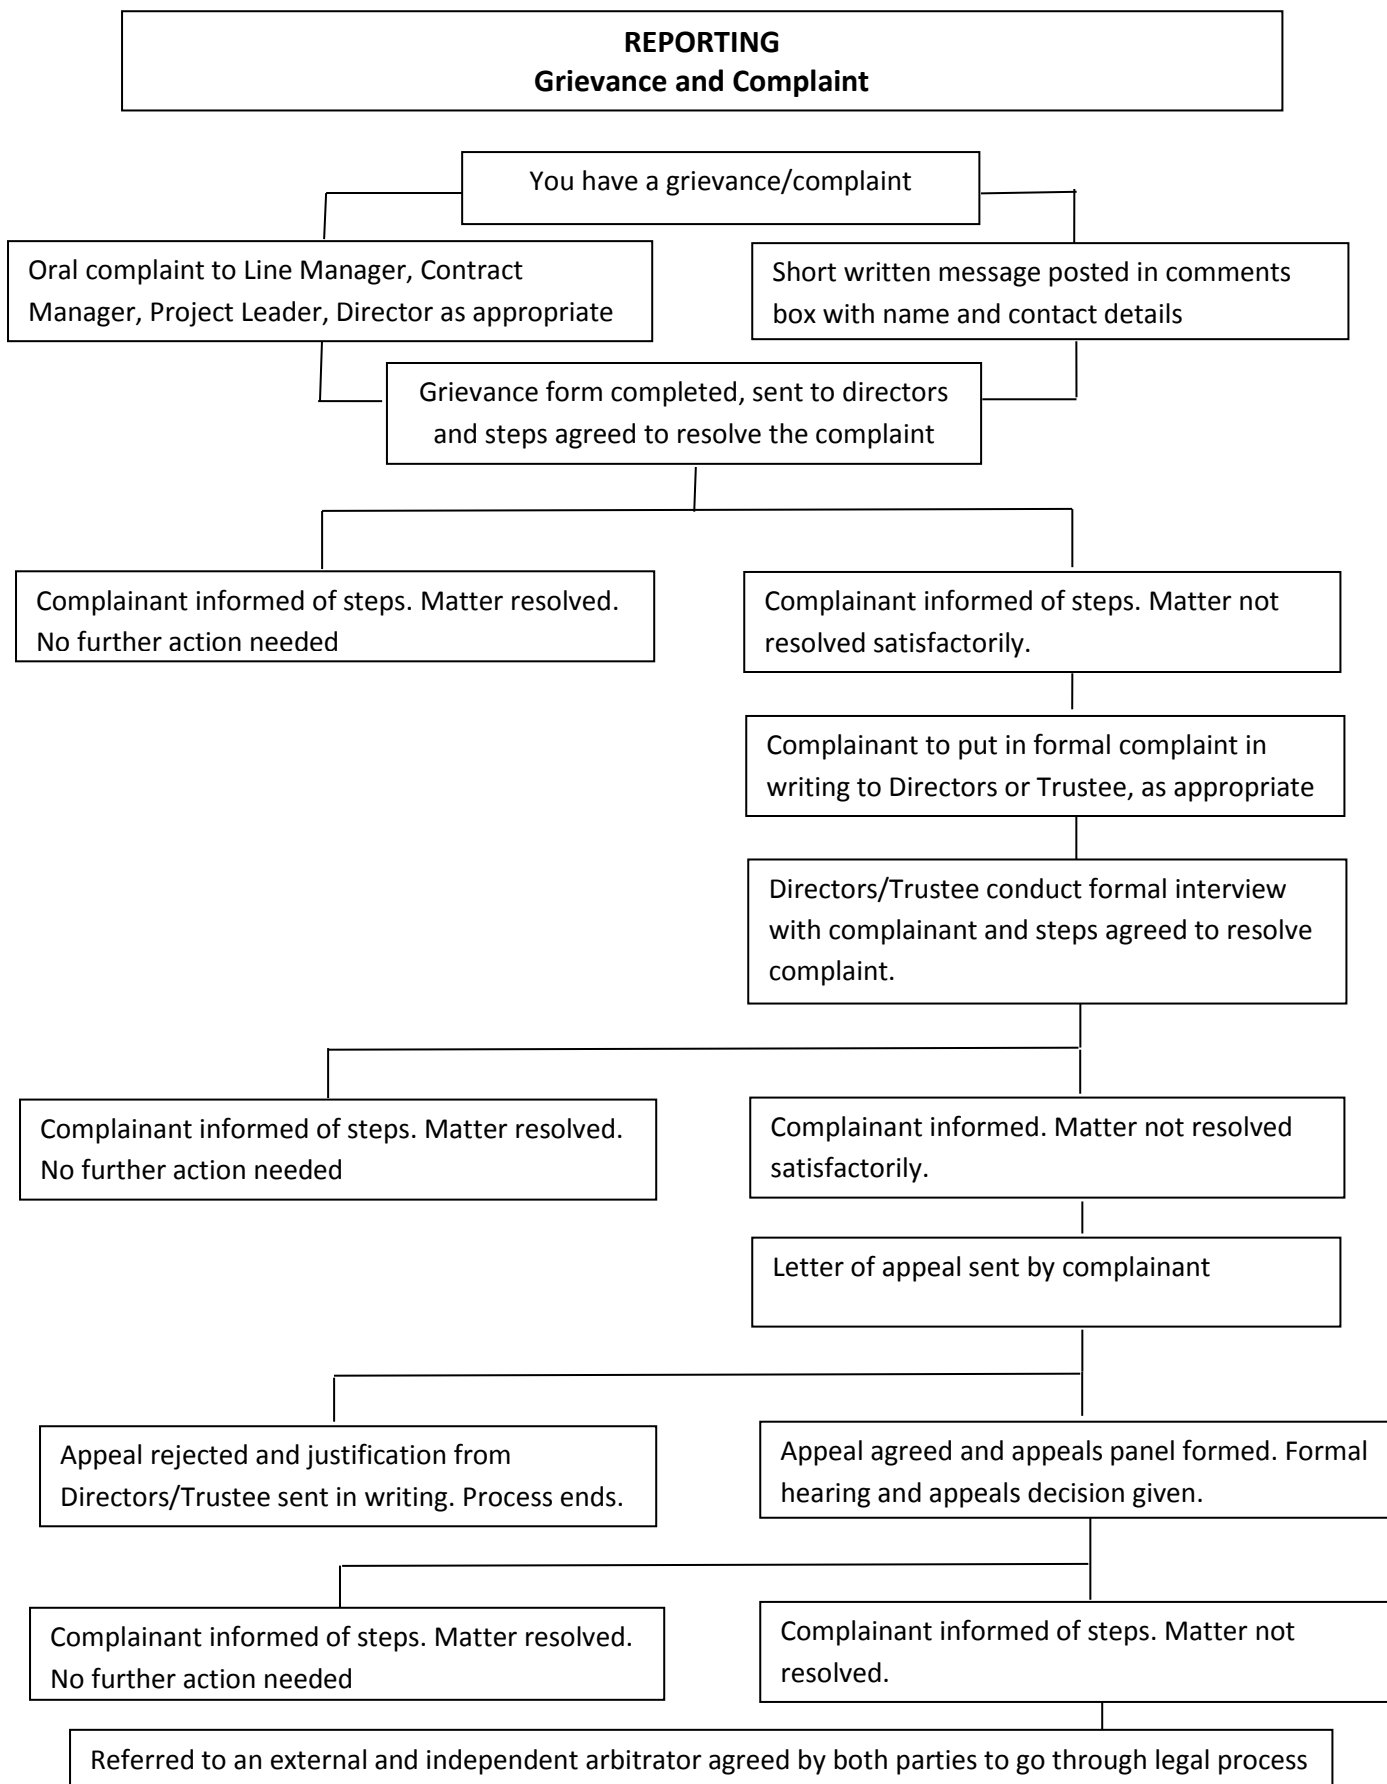 REPORTING
Grievance and Complaint
You have a grievance/complaint
Oral complaint to Line Manager, Contract
Manager, Project Leader, Director as appropriate
Short written message posted in comments
box with name and contact details
Grievance form completed, sent to directors
and steps agreed to resolve the complaint
Complainant informed of steps. Matter resolved.
No further action needed
Complainant informed of steps. Matter not
resolved satisfactorily.
Complainant to put in formal complaint in
writing to Directors or Trustee, as appropriate
Directors/Trustee conduct formal interview
with complainant and steps agreed to resolve
complaint.
Complainant informed of steps. Matter resolved.
No further action needed
Complainant informed. Matter not resolved
satisfactorily.
Letter of appeal sent by complainant
Appeal rejected and justification from
Directors/Trustee sent in writing. Process ends.
Appeal agreed and appeals panel formed. Formal
hearing and appeals decision given.
Complainant informed of steps. Matter resolved.
No further action needed
Complainant informed of steps. Matter not
resolved.
Referred to an external and independent arbitrator agreed by both parties to go through legal process